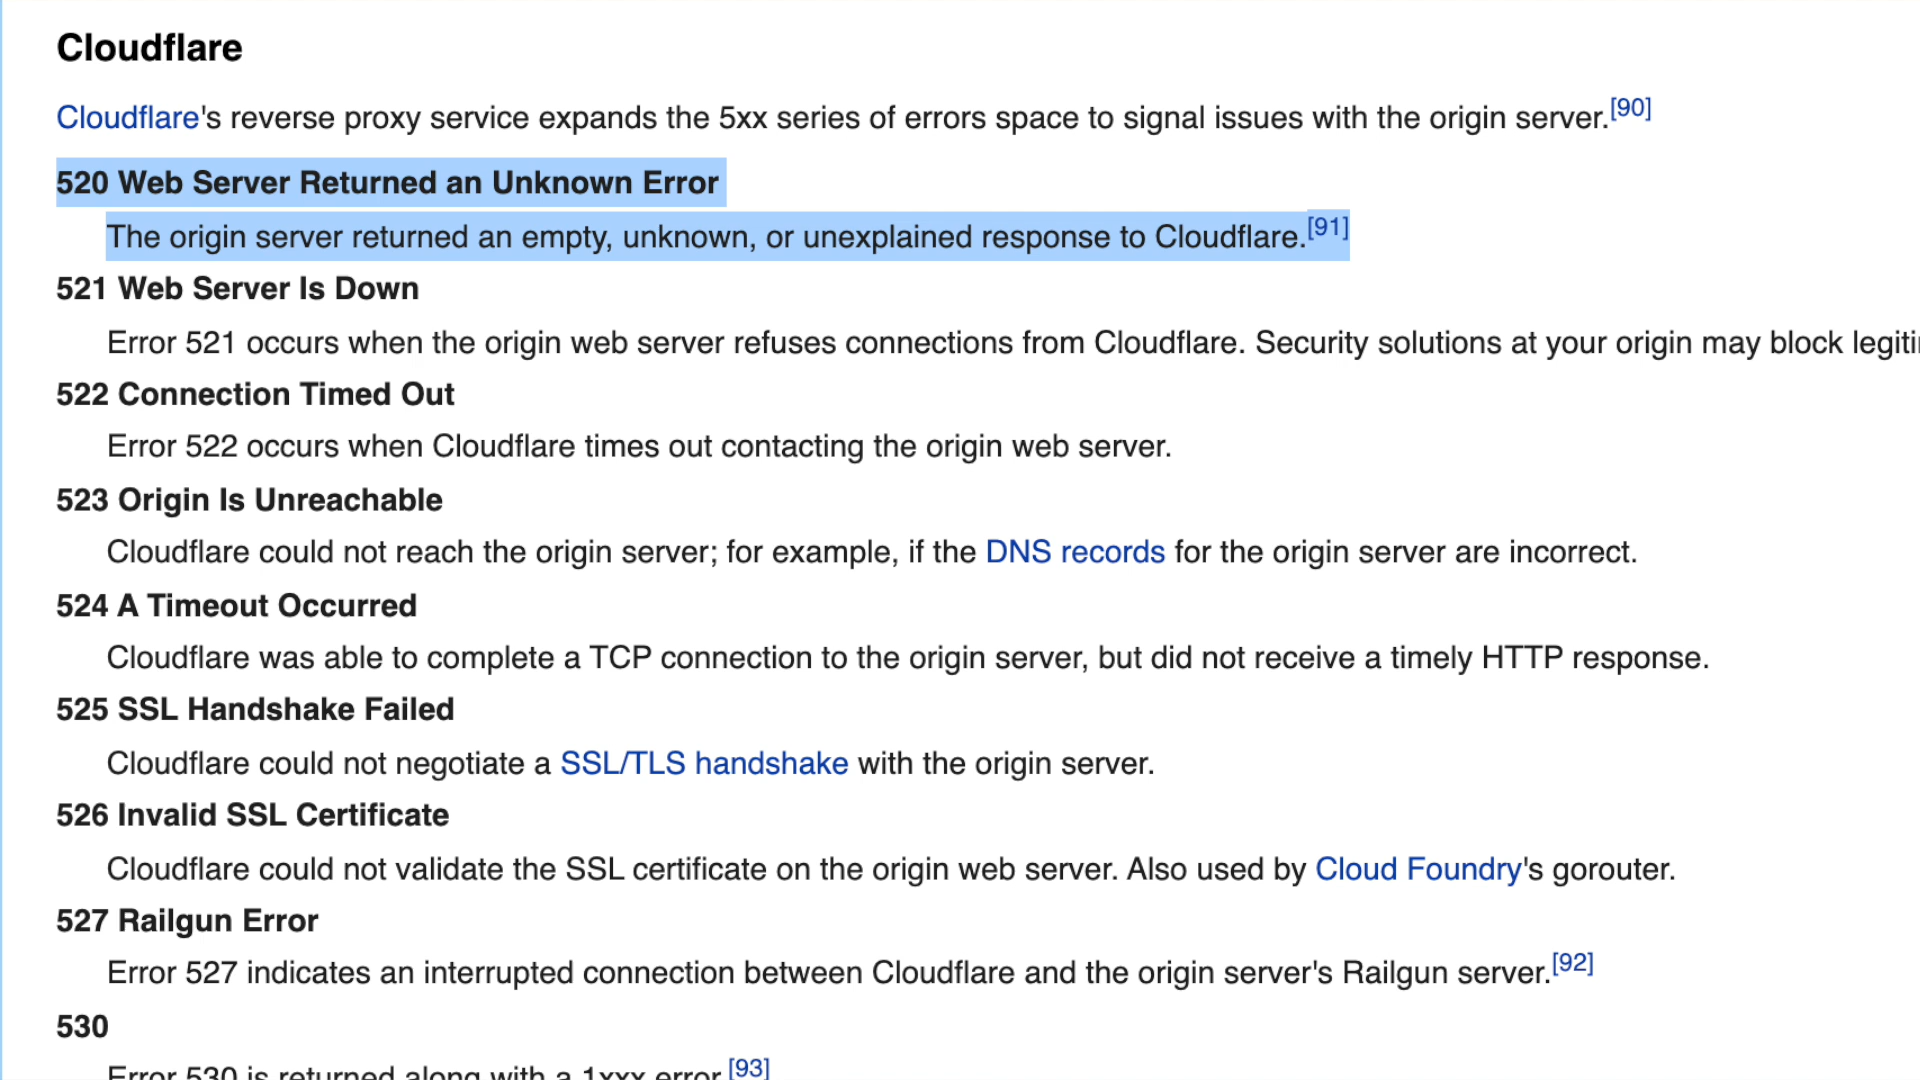 Cloudflare
Cloudflare's reverse proxy service expands the 5xx series of errors space to signal issues with the origin server.[90]
520 Web Server Returned an Unknown Error
The origin server returned an empty, unknown, or unexplained response to Cloudflare.[91]
521 Web Server Is Down
Error 521 occurs when the origin web server refuses connections from Cloudflare. Security solutions at your origin may block
522 Connection Timed Out
Error 522 occurs when Cloudflare times out contacting the origin web server.
523 Origin Is Unreachable
Cloudflare could not reach the origin server; for example, if the DNS records for the origin server are incorrect.
524 A Timeout Occurred
Cloudflare was able to complete a TCP connection to the origin server, but did not receive a timely HTTP response.
525 SSL Handshake Failed
Cloudflare could not negotiate a SSL/TLS handshake with the origin server.
526 Invalid SSL Certificate
Cloudflare could not validate the SSL certificate on the origin web server. Also used by Cloud Foundry's gorouter.
527 Railgun Error
Error 527 indicates an interrupted connection between Cloudflare and the origin server's Railgun server.[92]
530
Error 530 is returned along with a 1xxx error.[93]